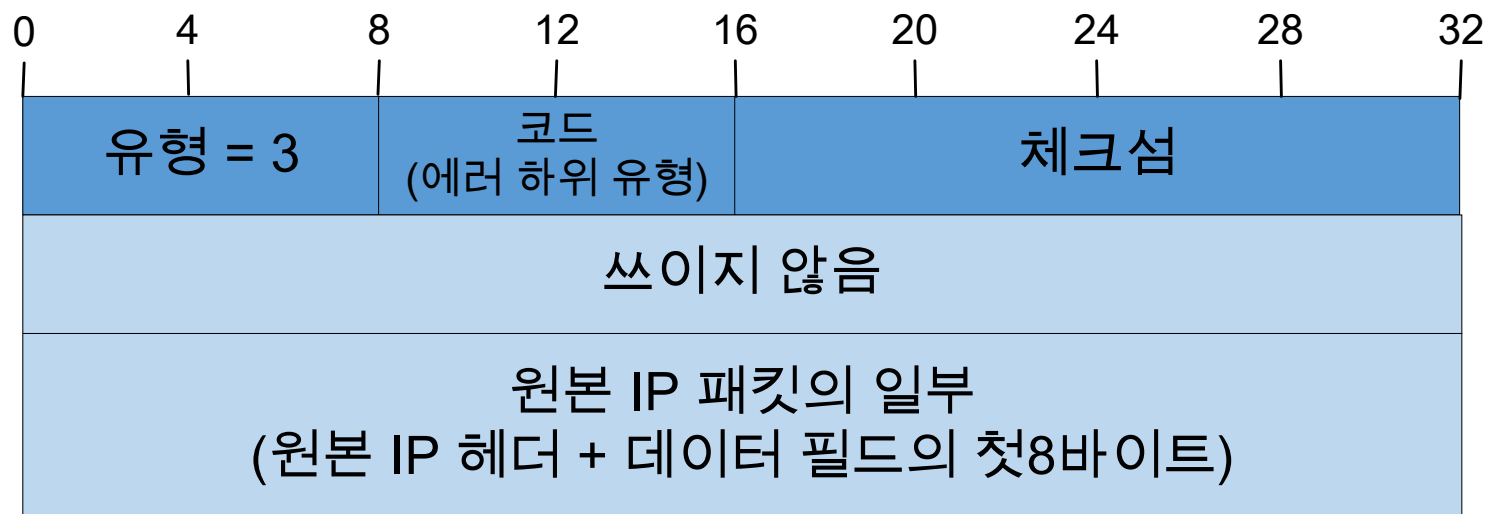 0 4 8 12 16 20 24 28 32
유형 = 3
코드
(에러 하위 유형)
체크섬
쓰이지 않음
원본 IP 패킷의 일부
(원본 IP 헤더 + 데이터 필드의 첫8바이트)